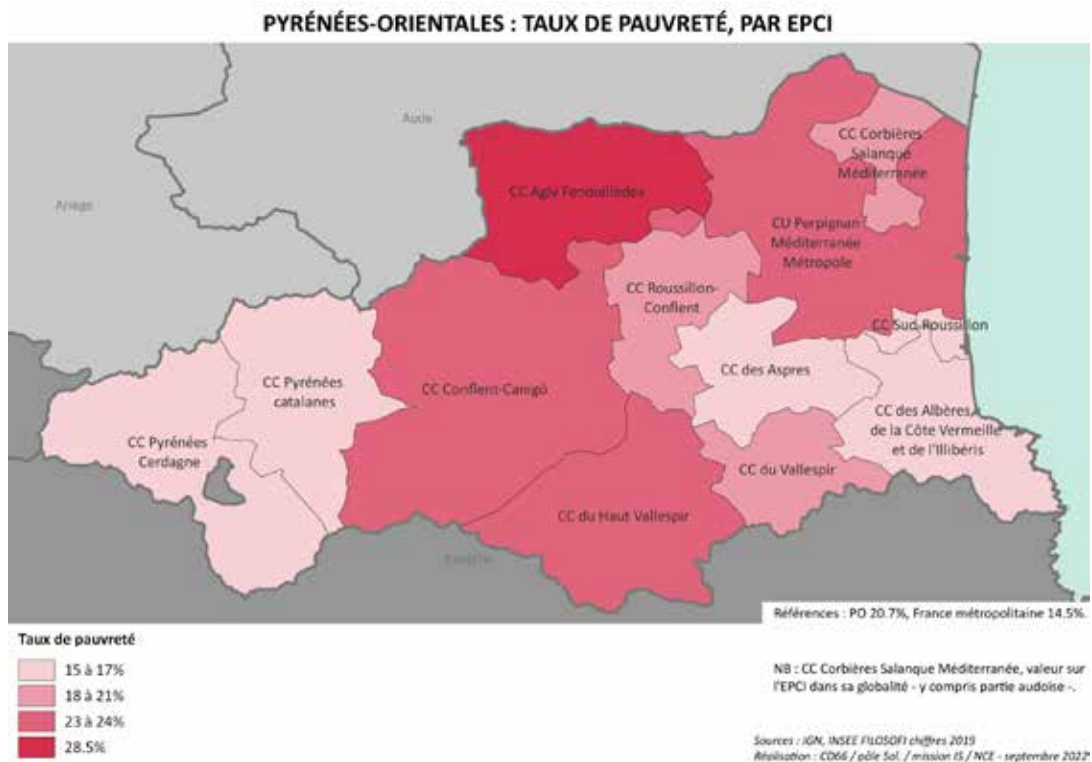 PYRÉNÉES-ORIENTALES : TAUX DE PAUVRETÉ, PAR EPCI
Aude
CC Corbières
Salanque
Méditerranée
Ariège
CC Agly Fenouillèdes
CU Perpignan
Méditerranée
Métropole
CC Roussillon-
Conflent
CC Sud-Roussillon
CC Pyrénées
catalanes
CC Conflent-Canigó
CC des Aspres
CC des Albères,
de la Côte Vermeille
et de l'Illibéris
CC Pyrénées
Cerdagne
CC du Vallespir
CC du Haut Vallespir
Espagne
Références : PO 20.7%, France métropolitaine 14.5%.
Taux de pauvreté
15 à 17%
18 à 21%
23 à 24%
28.5%
NB : CC Corbières Salanque Méditerranée, valeur sur
l'EPCI dans sa globalité - y compris partie audoise -.
Sources : IGN, INSEE FILOSOFI chiffres 2019
Réalisation : CD66 / pôle Sol. / mission IS / NCE - septembre 2022